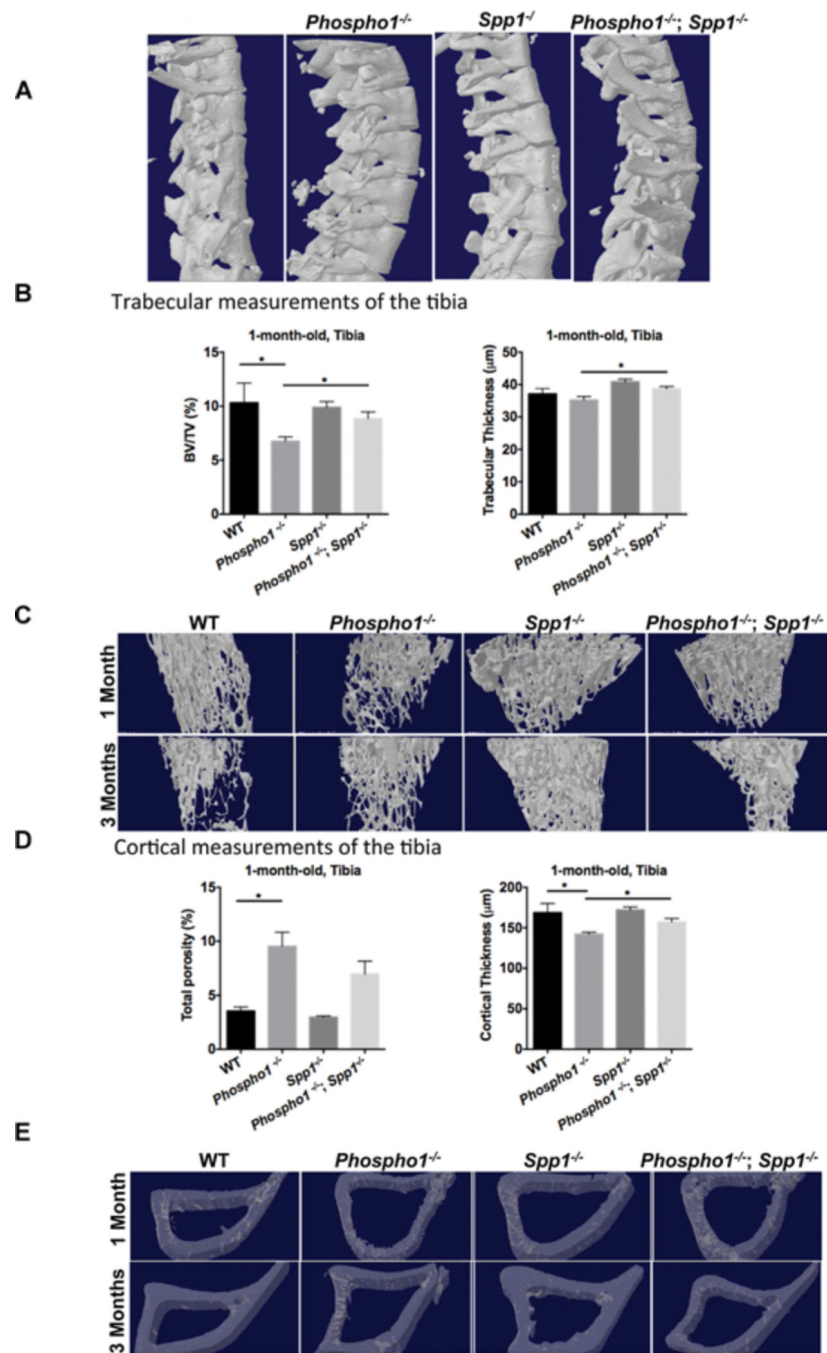 Phospho1-/- Spp1-/ Phospho1-/-; Spp1-/-
A
B
Trabecular measurements of the tibia
1-month-old, Tibia
BV/TV (%)
15
10
5
0
*
*
WT
Phospho1 -/-
Spp1-/-
Phospho1-/-; Spp1-/-
1-month-old, Tibia
Trabecular Thickness (µm)
50
40
30
20
10
0
*
WT
Phospho1 -/-
Spp1-/-
Phospho1-/-; Spp1-/-
C
WT Phospho1-/- Spp1-/- Phospho1-/-; Spp1-/-
1 Month
3 Months
D
Cortical measurements of the tibia
1-month-old, Tibia
Total porosity (%)
15
10
5
0
*
WT
Phospho1 -/-
Spp1-/-
Phospho1-/-; Spp1-/-
1-month-old, Tibia
Cortical Thickness (µm)
200
150
100
50
0
*
*
WT
Phospho1 -/-
Spp1-/-
Phospho1-/-; Spp1-/-
E
WT Phospho1-/- Spp1-/- Phospho1-/-; Spp1-/-
1 Month
3 Months